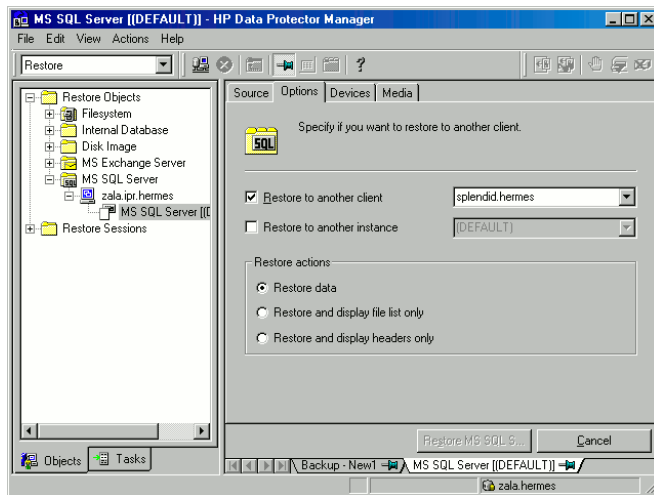 MS SQL Server [(DEFAULT)] - HP Data Protector Manager
File Edit View Actions Help
Restore
Restore Objects
Filesystem
Internal Database
Disk Image
MS Exchange Server
MS SQL Server
zala.ipr.hermes
MS SQL Server [(D
Restore Sessions
Objects
Tasks
Source Options Devices Media
SQL
Specify if you want to restore to another client.
Restore to another client
splendid.hermes
Restore to another instance
(DEFAULT)
Restore actions
Restore data
Restore and display file list only
Restore and display headers only
Restore MS SQL S...
Cancel
Backup - New1
MS SQL Server [(DEFAULT)]
zala.hermes